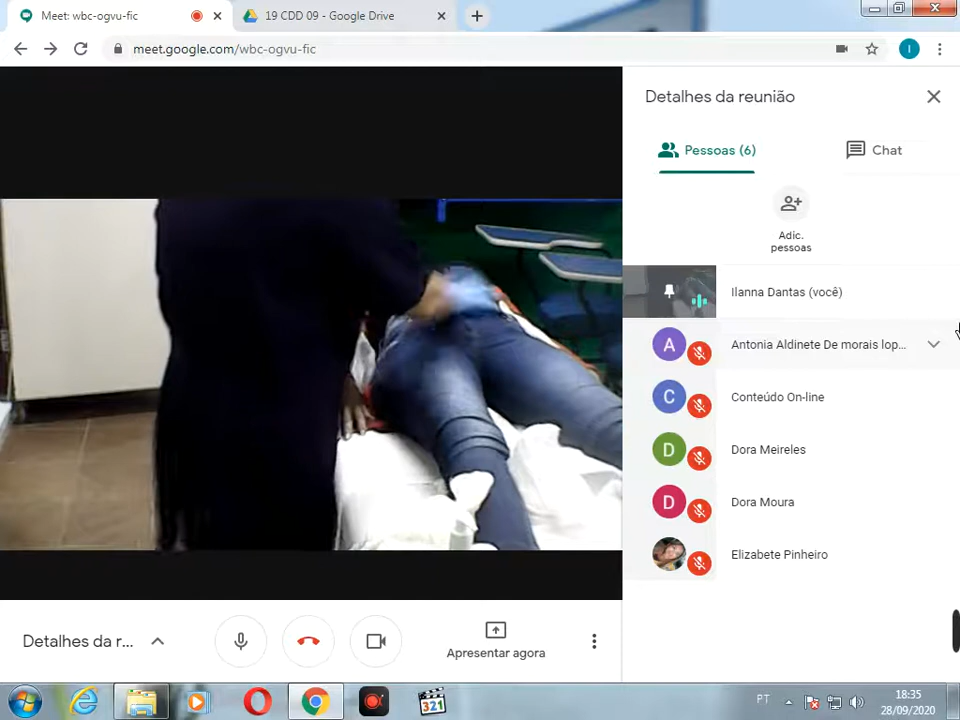 Meet: wbc-ogvu-fic
19 CDD 09 - Google Drive
meet.google.com/wbc-ogvu-fic
I
Detalhes da reunião
Pessoas (6)
Chat
Adic.
pessoas
Ilanna Dantas (você)
A
Antonia Aldinete De morais lop...
C
Conteúdo On-line
D
Dora Meireles
D
Dora Moura
Elizabete Pinheiro
Detalhes da r...
Apresentar agora
321
PT
18:35
28/09/2020